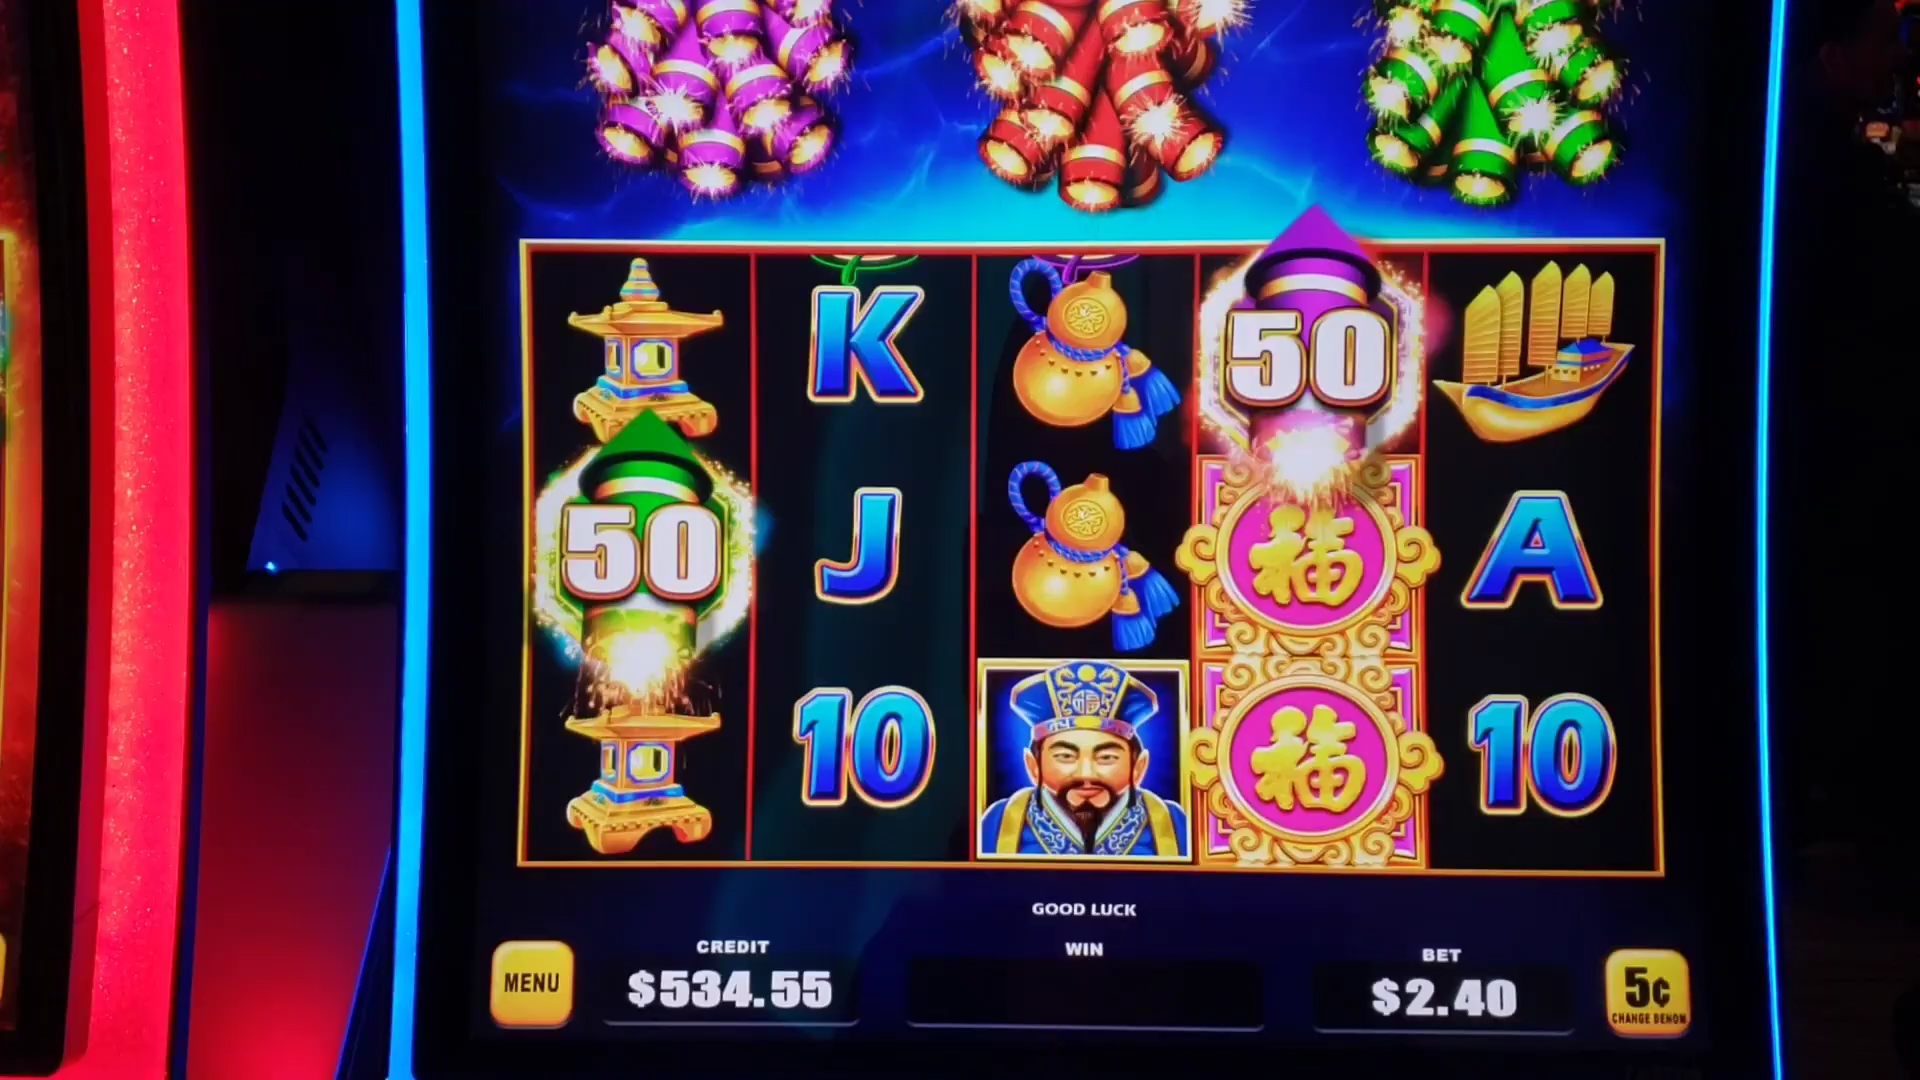 K
50
50
J
福
A
10
福
10
GOOD LUCK
CREDIT
WIN
BET
MENU
$534.55
$2.40
5¢
CHANGE DENOM